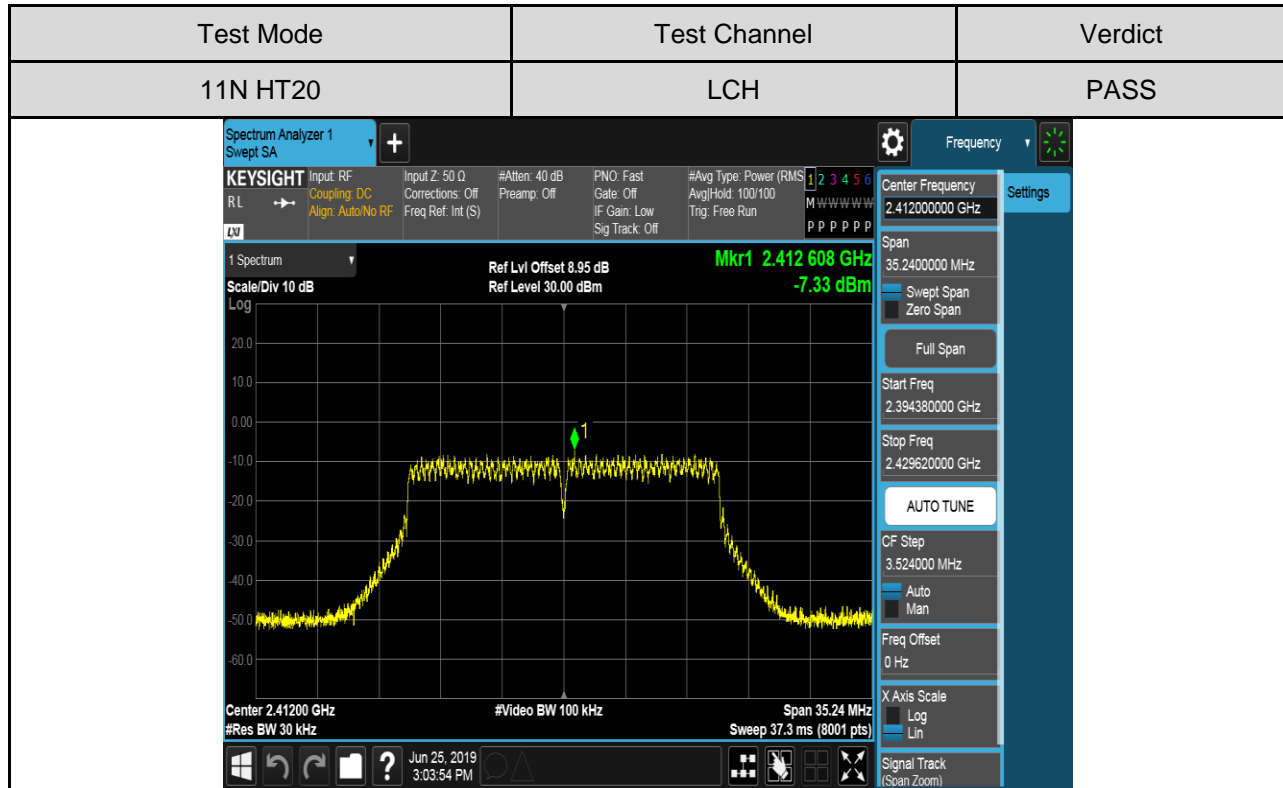 Test Mode Test Channel Verdict
11N HT20 LCH PASS
Spectrum Analyzer 1
Swept SA
+
Frequency
KEYSIGHT
RL
LXI
Input: RF
Coupling: DC
Align: Auto/No RF
Input Z: 50 Ω
Corrections: Off
Freq Ref: Int (S)
#Atten: 40 dB
Preamp: Off
PNO: Fast
Gate: Off
IF Gain: Low
Sig Track: Off
#Avg Type: Power (RMS
Avg|Hold: 100/100
Trig: Free Run
1 2 3 4 5 6
M W W W W W
P P P P P P
1 Spectrum
Scale/Div 10 dB
Ref Lvl Offset 8.95 dB
Ref Level 30.00 dBm
Mkr1 2.412 608 GHz
-7.33 dBm
Log
20.0
10.0
0.00
-10.0
-20.0
-30.0
-40.0
-50.0
-60.0
1
Center 2.41200 GHz
#Res BW 30 kHz
#Video BW 100 kHz
Span 35.24 MHz
Sweep 37.3 ms (8001 pts)
Center Frequency
2.412000000 GHz
Settings
Span
35.2400000 MHz
Swept Span
Zero Span
Full Span
Start Freq
2.394380000 GHz
Stop Freq
2.429620000 GHz
AUTO TUNE
CF Step
3.524000 MHz
Auto
Man
Freq Offset
0 Hz
X Axis Scale
Log
Lin
Signal Track
(Span Zoom)
?
Jun 25, 2019
3:03:54 PM